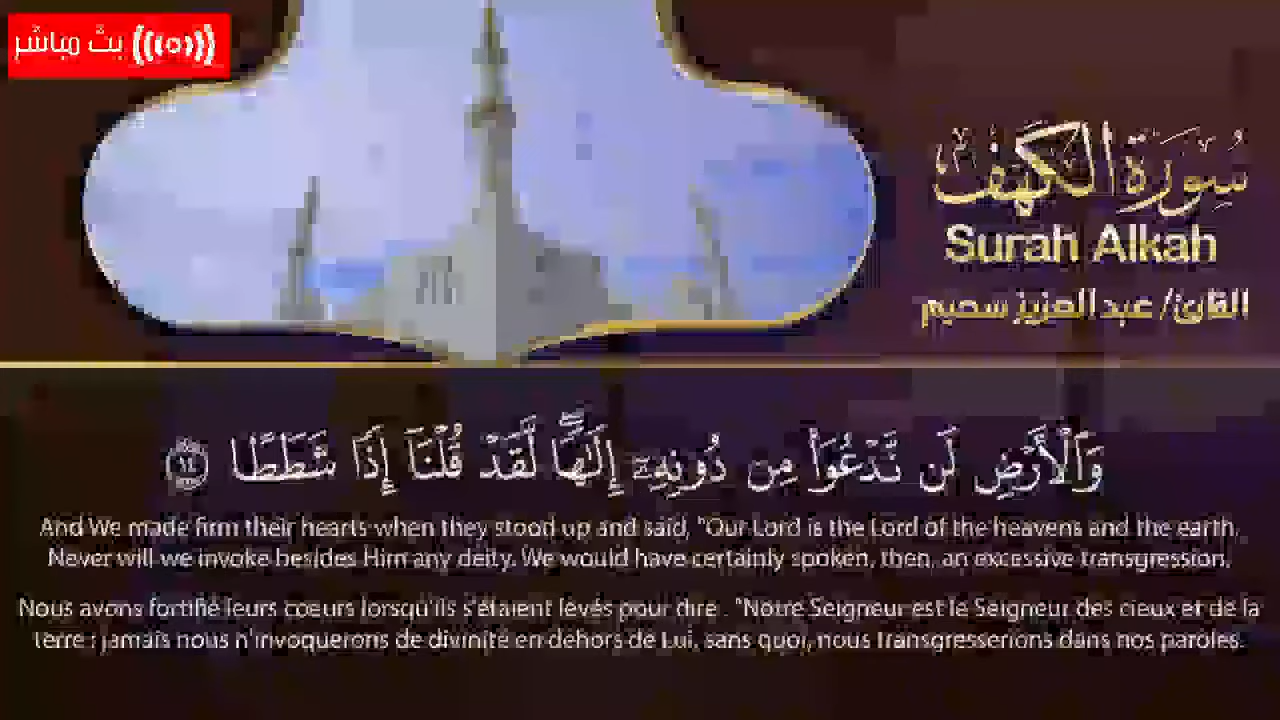 بثّ مباشر
سُورَةُ الكَهْفِ
Surah Alkah
القارئ/ عبد العزيز سحيم
وَٱلْأَرْضِ لَن نَّدْعُوَا۟ مِن دُونِهِۦٓ إِلَٰهًا ۖ لَّقَدْ قُلْنَآ إِذًا شَطَطًا ١٤
And We made firm their hearts when they stood up and said, "Our Lord is the Lord of the heavens and the earth.
Never will we invoke besides Him any deity. We would have certainly spoken, then, an excessive transgression.
Nous avons fortifié leurs cœurs lorsqu'ils s'étaient levés pour dire : "Notre Seigneur est le Seigneur des cieux et de la
terre : jamais nous n'invoquerons de divinité en dehors de Lui, sans quoi, nous transgresserions dans nos paroles.